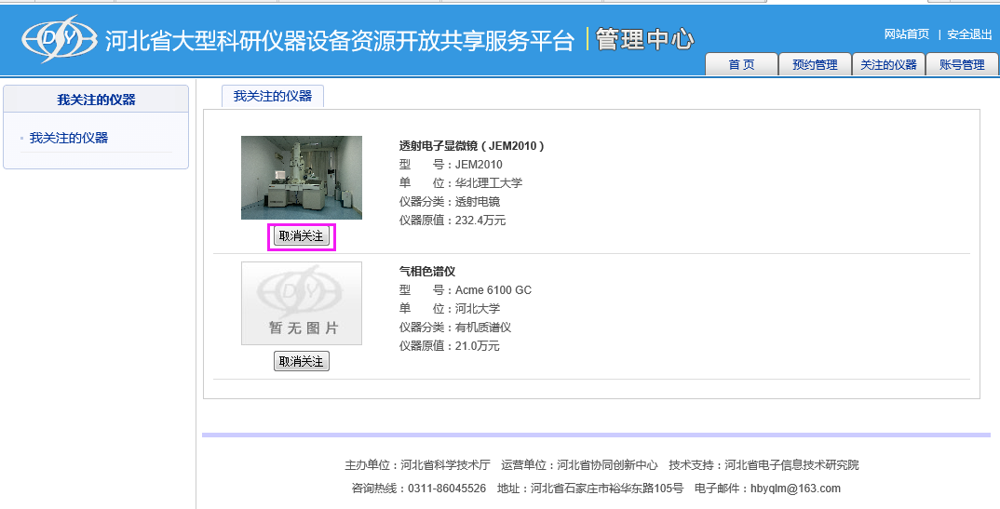 DYY 河北省大型科研仪器设备资源开放共享服务平台 | 管理中心
网站首页 | 安全退出
首 页 预约管理 关注的仪器 账号管理
我关注的仪器
我关注的仪器
我关注的仪器
透射电子显微镜（JEM2010）
型 号：JEM2010
单 位：华北理工大学
仪器分类：透射电镜
仪器原值：232.4万元
取消关注
气相色谱仪
型 号：Acme 6100 GC
单 位：河北大学
仪器分类：有机质谱仪
仪器原值：21.0万元
DYY
暂无图片
取消关注
主办单位：河北省科学技术厅 运营单位：河北省协同创新中心 技术支持：河北省电子信息技术研究院
咨询热线：0311-86045526 地址：河北省石家庄市裕华东路105号 电子邮件：hbyqlm@163.com